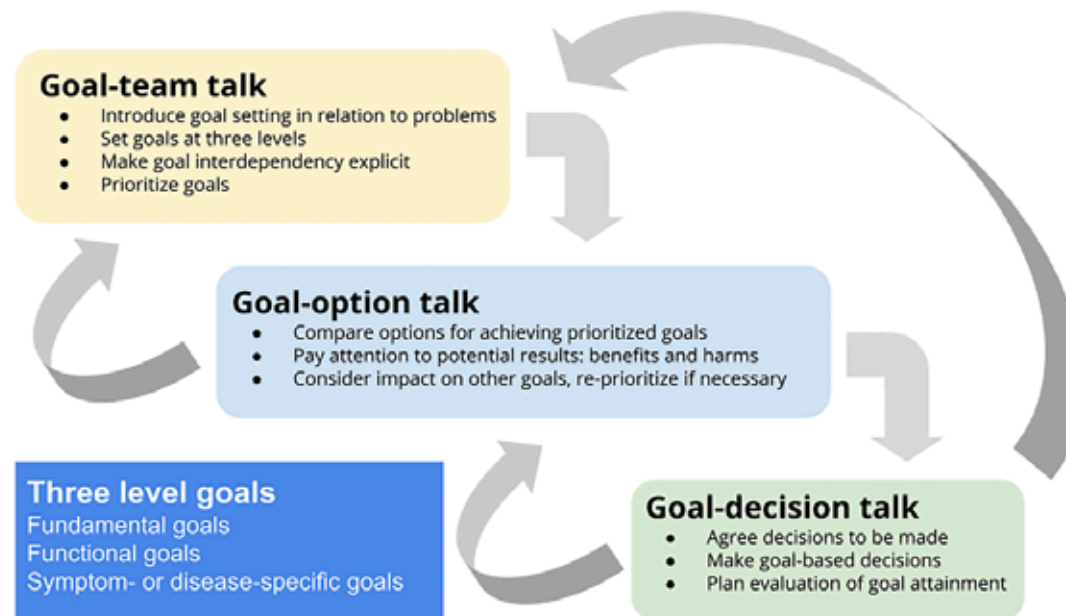 Goal-team talk
● Introduce goal setting in relation to problems
● Set goals at three levels
● Make goal interdependency explicit
● Prioritize goals
Goal-option talk
● Compare options for achieving prioritized goals
● Pay attention to potential results: benefits and harms
● Consider impact on other goals, re-prioritize if necessary
Three level goals
Fundamental goals
Functional goals
Symptom- or disease-specific goals
Goal-decision talk
● Agree decisions to be made
● Make goal-based decisions
● Plan evaluation of goal attainment